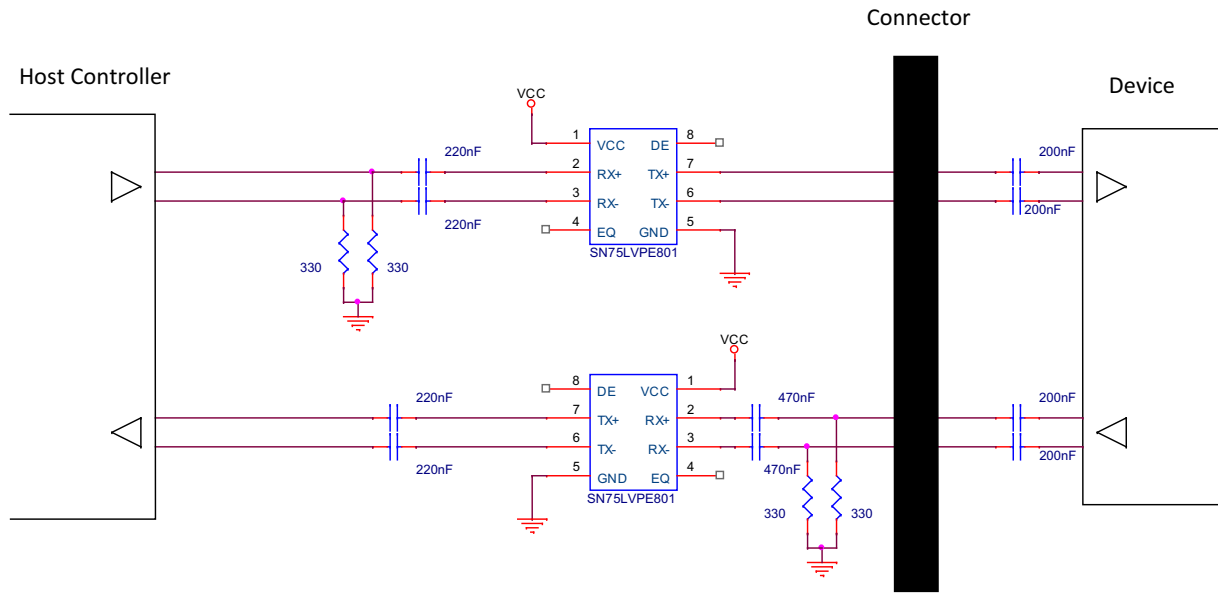 Connector
Host Controller
Device
VCC
220nF
1
VCC
DE
8
200nF
2
RX+
TX+
7
3
RX-
TX-
6
200nF
220nF
4
EQ
GND
5
SN75LVPE801
330
330
VCC
8
DE
VCC
1
220nF
470nF
200nF
7
TX+
RX+
2
6
TX-
RX-
3
220nF
470nF
200nF
5
GND
EQ
4
SN75LVPE801
330
330